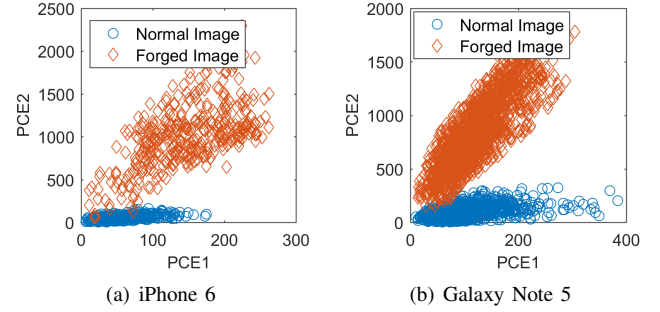 2500
2000
1500
1000
500
0
PCE2
Normal Image
Forged Image
0
100
200
300
PCE1
(a) iPhone 6
2000
1500
1000
500
0
PCE2
Normal Image
Forged Image
0
200
400
PCE1
(b) Galaxy Note 5